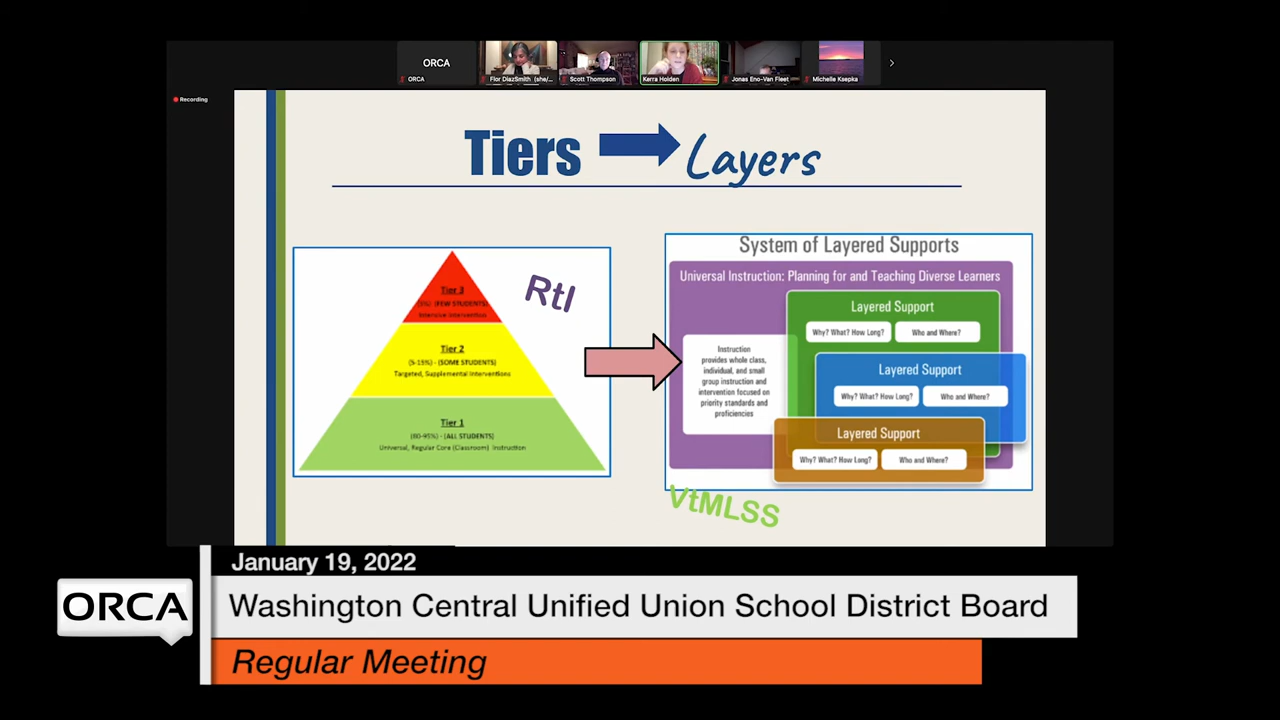 ORCA
ORCA
Flor DiazSmith (she/...
Scott Thompson
Kerra Holden
Jonas Eno-Van Fleet
Michelle Ksepka
Recording
Tiers
Layers
Tier 3
(FEW STUDENTS)
Intensive Intervention
RtI
Tier 2
(5-15%) - (SOME STUDENTS)
Targeted, Supplemental Interventions
Tier 1
(80-95%) - (ALL STUDENTS)
Universal, Regular Core (Classroom) Instruction
System of Layered Supports
Universal Instruction: Planning for and Teaching Diverse Learners
Instruction
provides whole class,
individual, and small
group instruction and
intervention focused on
priority standards and
proficiencies
Layered Support
Why? What? How Long?
Who and Where?
Layered Support
Why? What? How Long?
Who and Where?
Layered Support
Why? What? How Long?
Who and Where?
VtMLSS
January 19, 2022
ORCA
Washington Central Unified Union School District Board
Regular Meeting